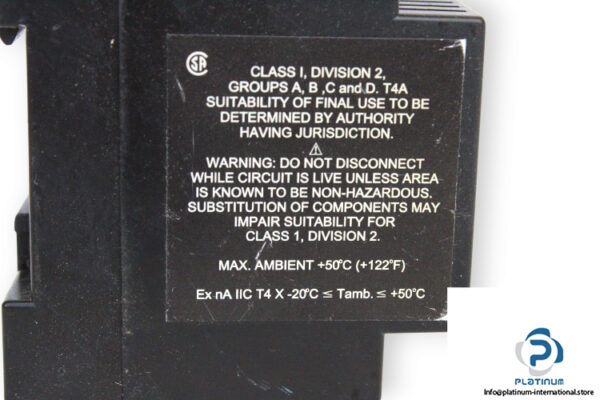 SA
CLASS I, DIVISION 2,
GROUPS A, B ,C and D. T4A
SUITABILITY OF FINAL USE TO BE
DETERMINED BY AUTHORITY
HAVING JURISDICTION.
WARNING: DO NOT DISCONNECT
WHILE CIRCUIT IS LIVE UNLESS AREA
IS KNOWN TO BE NON-HAZARDOUS.
SUBSTITUTION OF COMPONENTS MAY
IMPAIR SUITABILITY FOR
CLASS 1, DIVISION 2.
MAX. AMBIENT +50°C (+122°F)
Ex nA IIC T4 X -20°C ≤ Tamb. ≤ +50°C
PLATINUM
Info@platinum-international.store